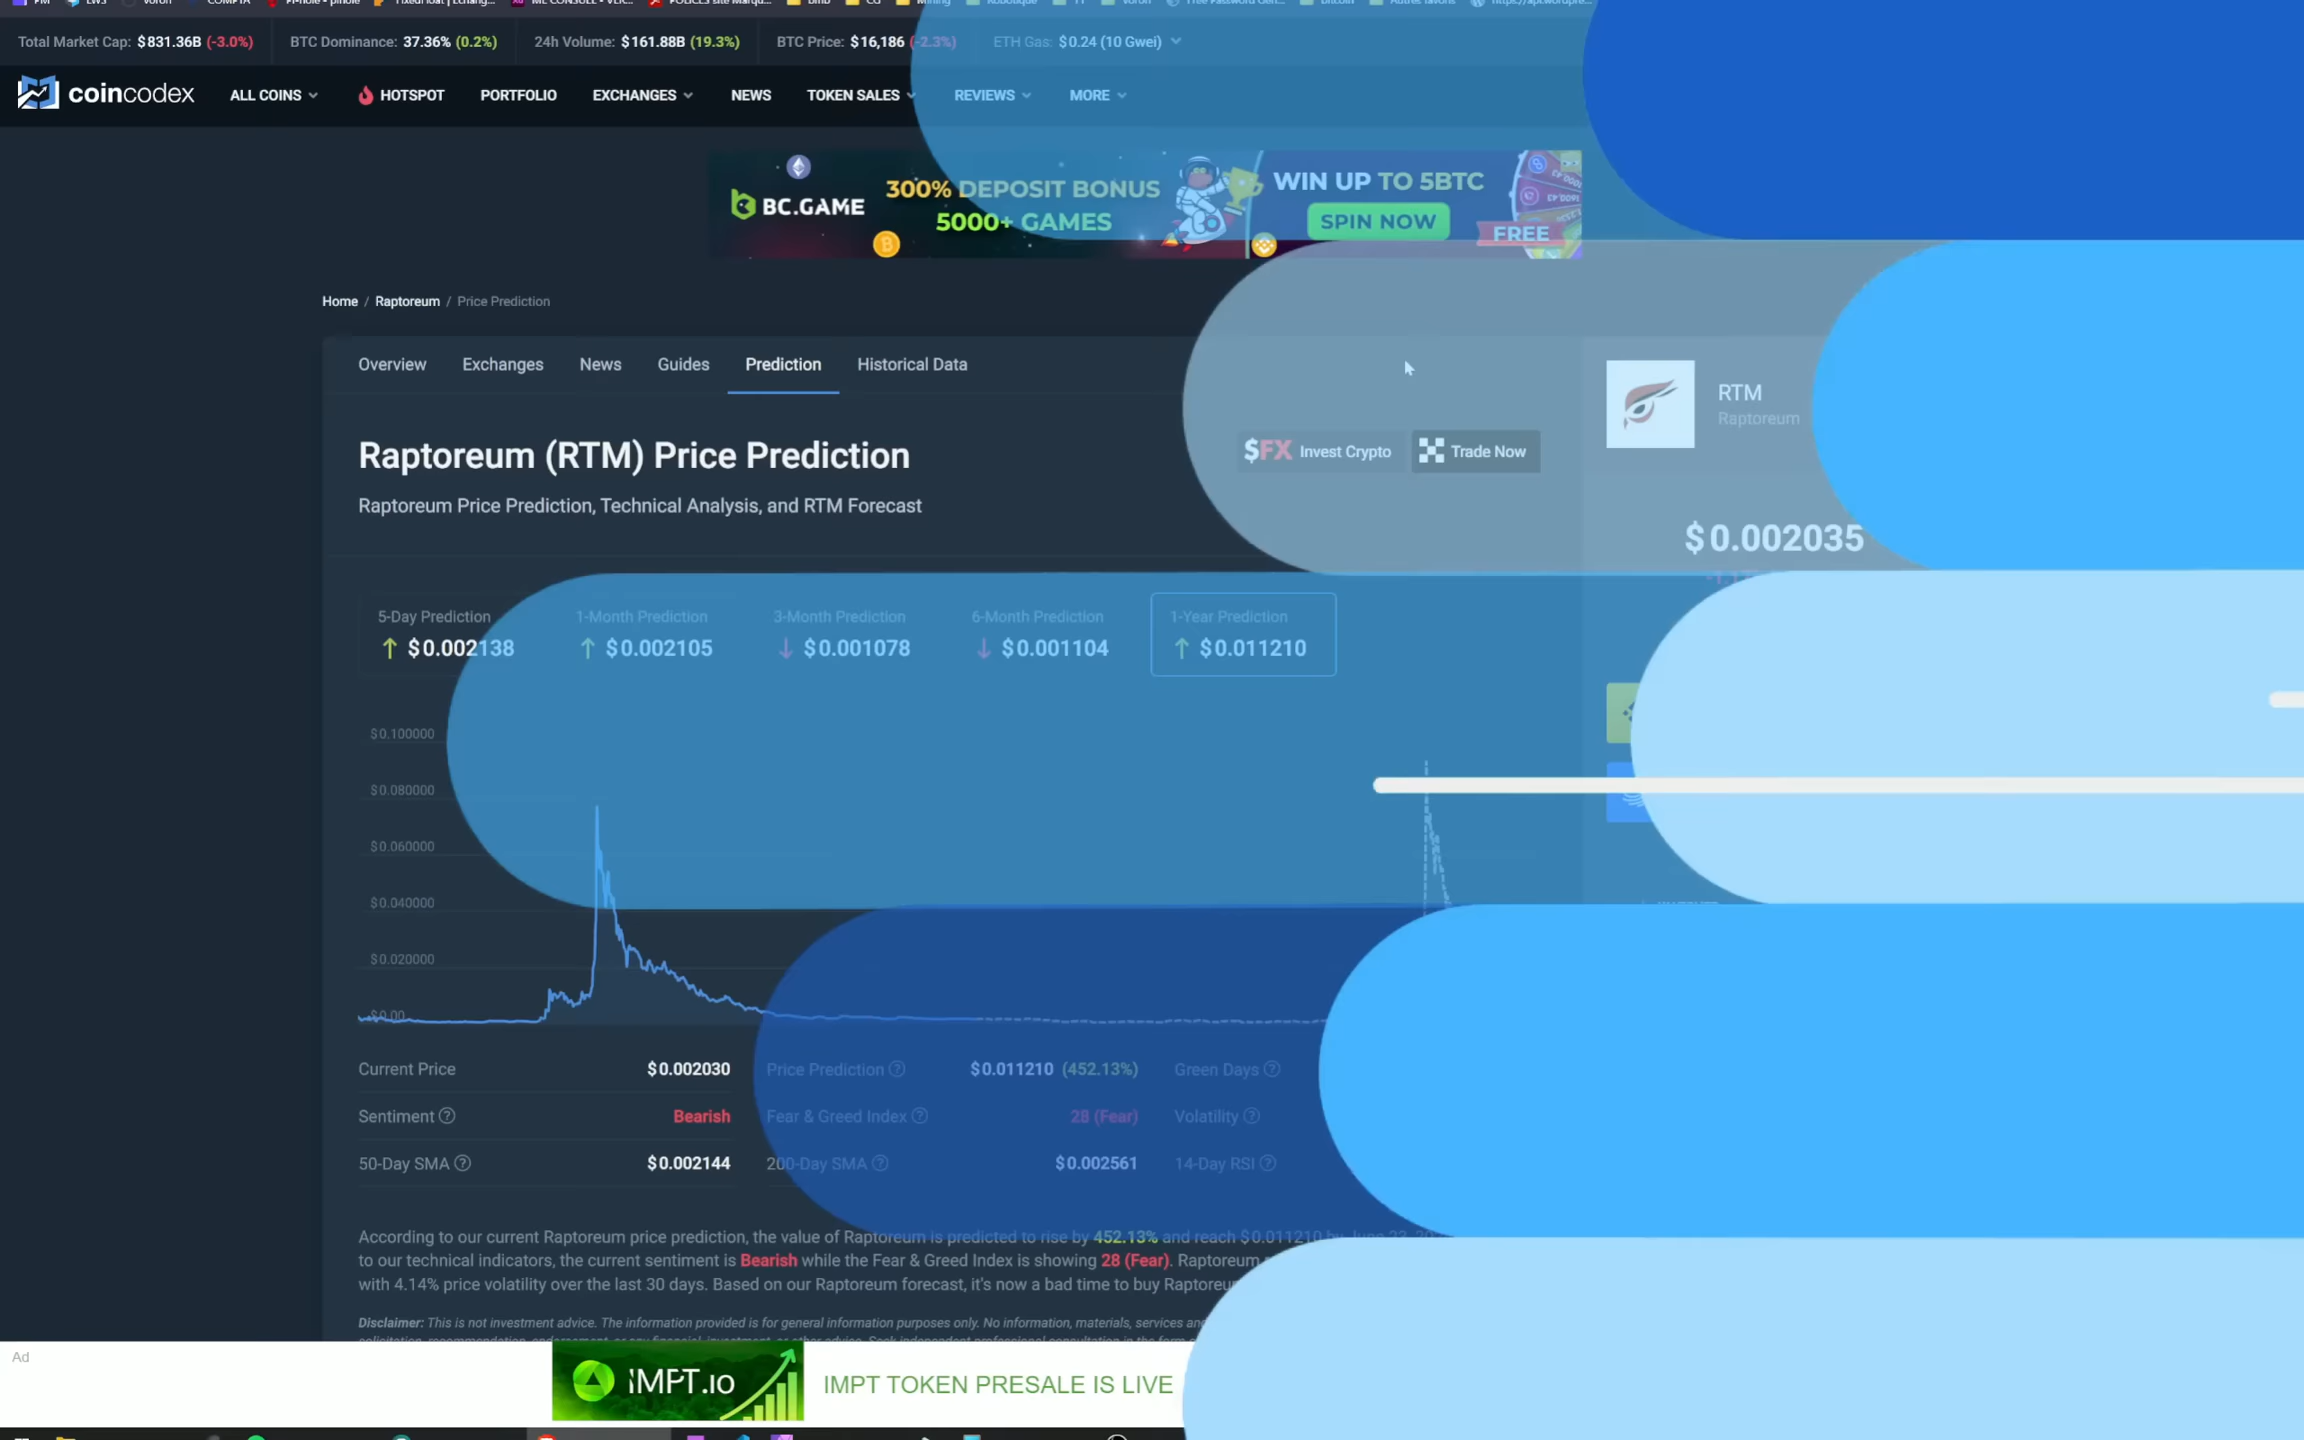 Total Market Cap: $831.36B (-3.0%) BTC Dominance: 37.36% (0.2%) 24h Volume: $161.88B (19.3%) BTC Price: $16,186 (-2.3%) ETH Gas: $0.24 (10 Gwei)
coincodex ALL COINS HOTSPOT PORTFOLIO EXCHANGES NEWS TOKEN SALES REVIEWS MORE
BC.GAME 300% DEPOSIT BONUS 5000+ GAMES WIN UP TO 5BTC SPIN NOW FREE
Home / Raptoreum / Price Prediction
Overview Exchanges News Guides Prediction Historical Data
RTM
Raptoreum
Raptoreum (RTM) Price Prediction
$FX Invest Crypto Trade Now
Raptoreum Price Prediction, Technical Analysis, and RTM Forecast
$0.002035
5-Day Prediction 1-Month Prediction 3-Month Prediction 6-Month Prediction 1-Year Prediction
$0.002138 $0.002105 $0.001078 $0.001104 $0.011210
$0.100000
$0.080000
$0.060000
$0.040000
$0.020000
$0.00
Current Price $0.002030 Price Prediction $0.011210 (452.13%) Green Days
Sentiment Bearish Fear & Greed Index 28 (Fear) Volatility
50-Day SMA $0.002144 200-Day SMA $0.002561 14-Day RSI
According to our current Raptoreum price prediction, the value of Raptoreum is predicted to rise by 452.13% and reach $0.011210 by
to our technical indicators, the current sentiment is Bearish while the Fear & Greed Index is showing 28 (Fear). Raptoreum
with 4.14% price volatility over the last 30 days. Based on our Raptoreum forecast, it's now a bad time to buy
Disclaimer: This is not investment advice. The information provided is for general information purposes only. No information, materials, services
Ad
IMPT.IO IMPT TOKEN PRESALE IS LIVE